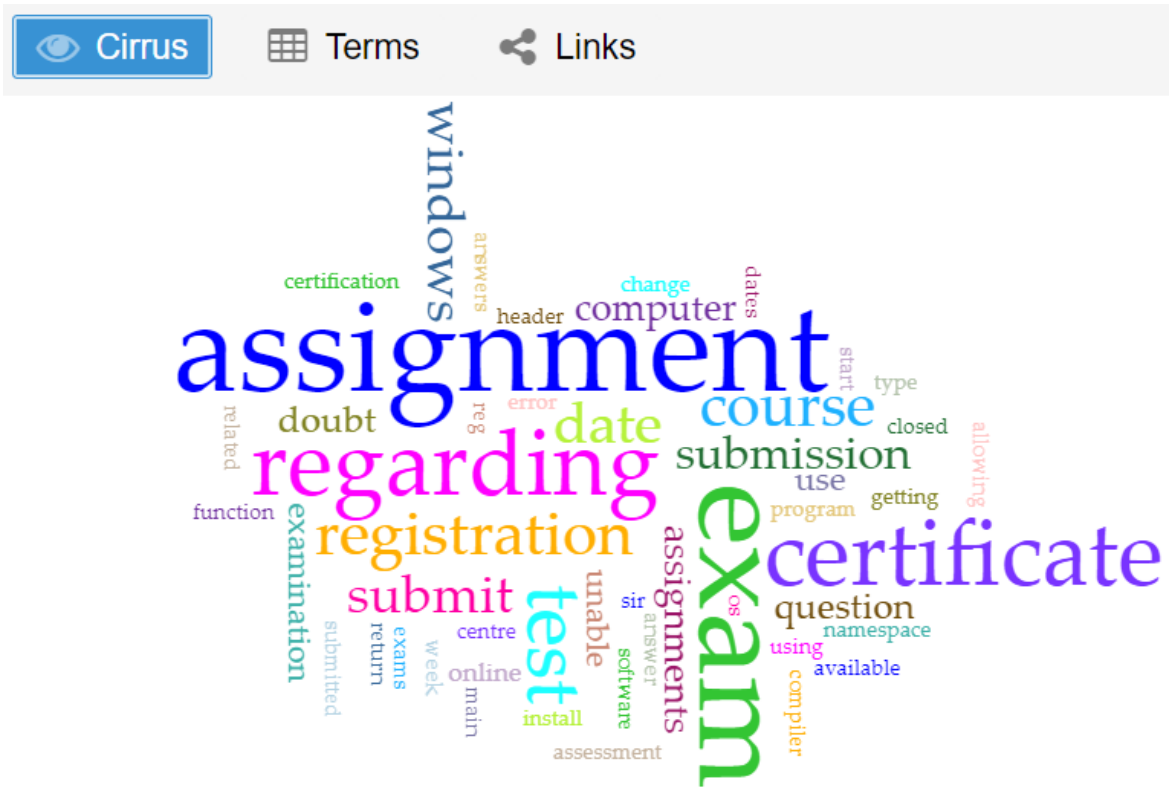 Cirrus Terms Links
windows
answers
certification
change
dates
header
computer
assignment
start
type
related
doubt
reg
error
date
course
closed
allowing
regarding
submission
use
getting
function
examination
registration
assignments
exam
program
certificate
submit
test
unable
sir
os
question
submitted
return
exams
week
centre
online
main
answer
software
namespace
using
available
install
compiler
assessment